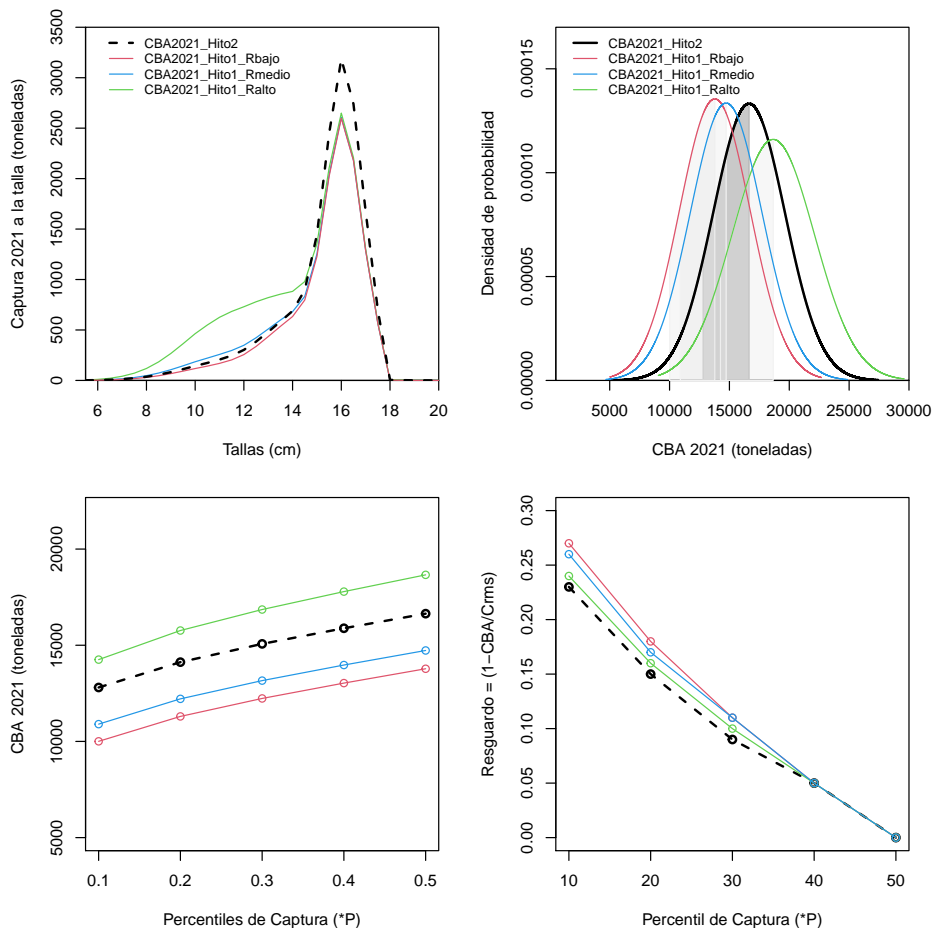 CBA2021_Hito2
CBA2021_Hito1_Rbajo
CBA2021_Hito1_Rmedio
CBA2021_Hito1_Ralto
Captura 2021 a la talla (toneladas)
0
500
1000
1500
2000
2500
3000
3500
6 8 10 12 14 16 18 20
Tallas (cm)
CBA2021_Hito2
CBA2021_Hito1_Rbajo
CBA2021_Hito1_Rmedio
CBA2021_Hito1_Ralto
Densidad de probabilidad
0.00000
0.00005
0.00010
0.00015
5000 10000 15000 20000 25000 30000
CBA 2021 (toneladas)
CBA 2021 (toneladas)
5000
10000
15000
20000
0.1 0.2 0.3 0.4 0.5
Percentiles de Captura (*P)
Resguardo = (1−CBA/Crms)
0.00
0.05
0.10
0.15
0.20
0.25
0.30
10 20 30 40 50
Percentil de Captura (*P)